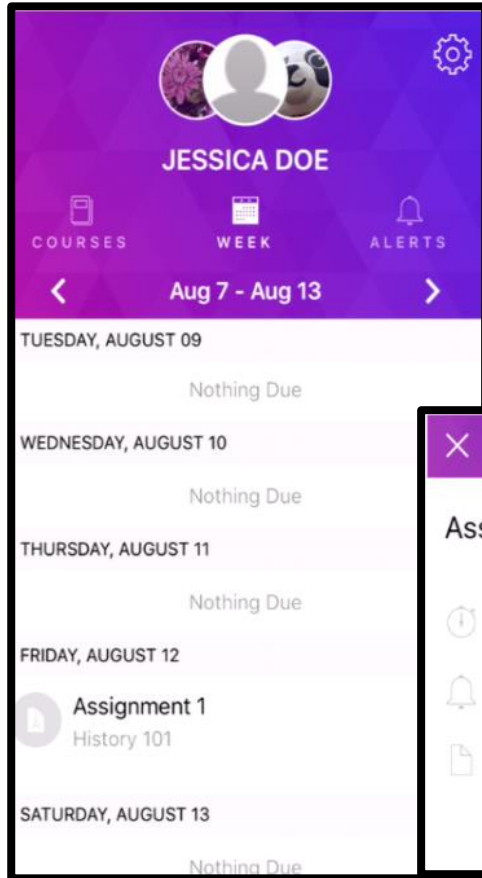 JESSICA DOE
COURSES WEEK ALERTS
Aug 7 - Aug 13
TUESDAY, AUGUST 09
Nothing Due
WEDNESDAY, AUGUST 10
Nothing Due
THURSDAY, AUGUST 11
Nothing Due
FRIDAY, AUGUST 12
Assignment 1
History 101
SATURDAY, AUGUST 13
Nothing Due
Ass